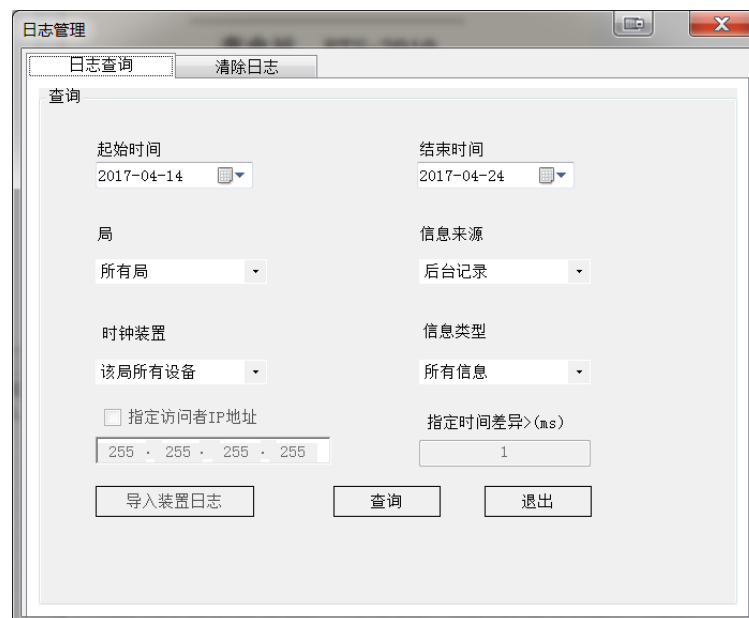 日志管理
日志查询 清除日志
查询
起始时间 结束时间
2017-04-14 2017-04-24
局 信息来源
所有局 后台记录
时钟装置 信息类型
该局所有设备 所有信息
指定访问者IP地址 指定时间差异>(ms)
255 . 255 . 255 . 255 1
导入装置日志 查询 退出